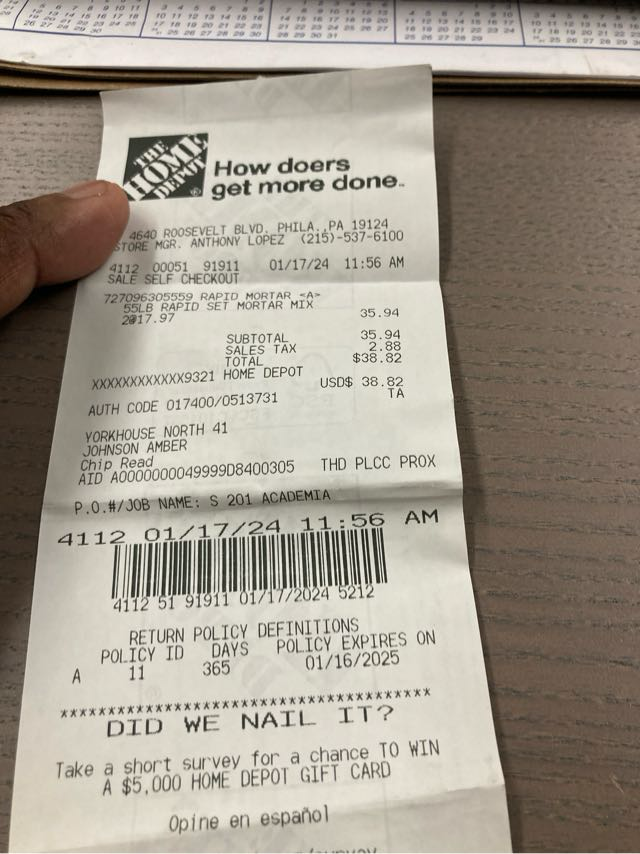 THE
HOME
DEPOT
How doers
get more done.
4640 ROOSEVELT BLVD. PHILA.,PA 19124
STORE MGR. ANTHONY LOPEZ (215)-537-6100
4112 00051 91911 01/17/24 11:56 AM
SALE SELF CHECKOUT
727096305559 RAPID MORTAR <A>
55LB RAPID SET MORTAR MIX
2@17.97 35.94
SUBTOTAL 35.94
SALES TAX 2.88
TOTAL $38.82
XXXXXXXXXXXX9321 HOME DEPOT
USD$ 38.82
AUTH CODE 017400/0513731 TA
YORKHOUSE NORTH 41
JOHNSON AMBER
Chip Read
AID A0000000049999D8400305 THD PLCC PROX
P.O.#/JOB NAME: S 201 ACADEMIA
4112 01/17/24 11:56 AM
4112 51 91911 01/17/2024 5212
RETURN POLICY DEFINITIONS
POLICY ID DAYS POLICY EXPIRES ON
A 11 365 01/16/2025
****************************************
DID WE NAIL IT?
Take a short survey for a chance TO WIN
A $5,000 HOME DEPOT GIFT CARD
Opine en español